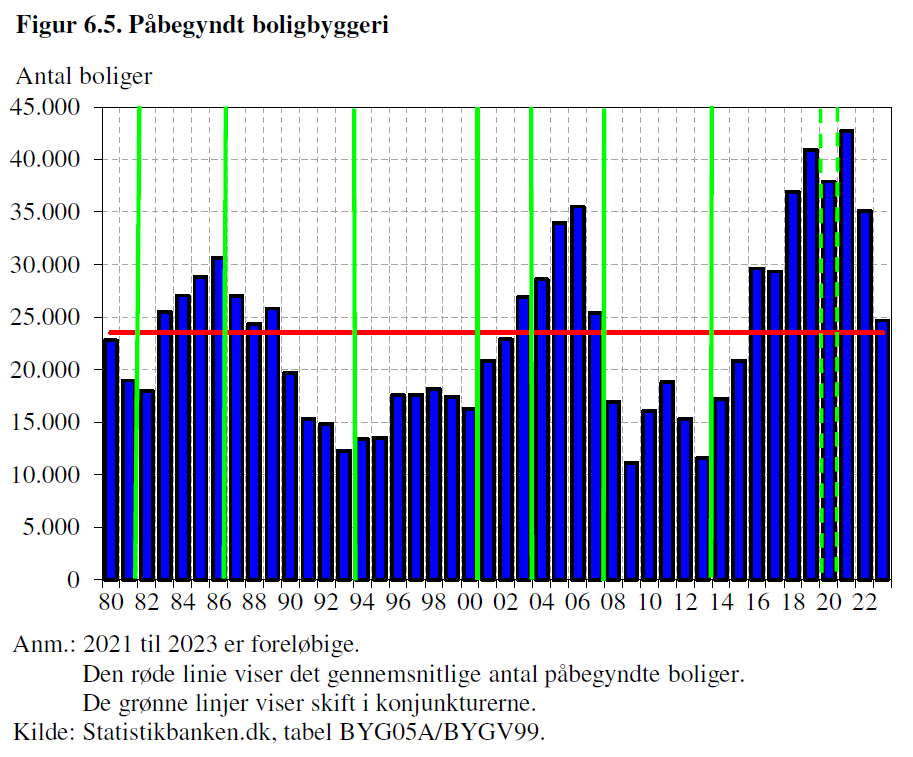 Figur 6.5. Påbegyndt boligbyggeri
Antal boliger
45.000
40.000
35.000
30.000
25.000
20.000
15.000
10.000
5.000
0
80 82 84 86 88 90 92 94 96 98 00 02 04 06 08 10 12 14 16 18 20 22
Anm.: 2021 til 2023 er foreløbige.
Den røde linie viser det gennemsnitlige antal påbegyndte boliger.
De grønne linjer viser skift i konjunkturerne.
Kilde: Statistikbanken.dk, tabel BYG05A/BYGV99.